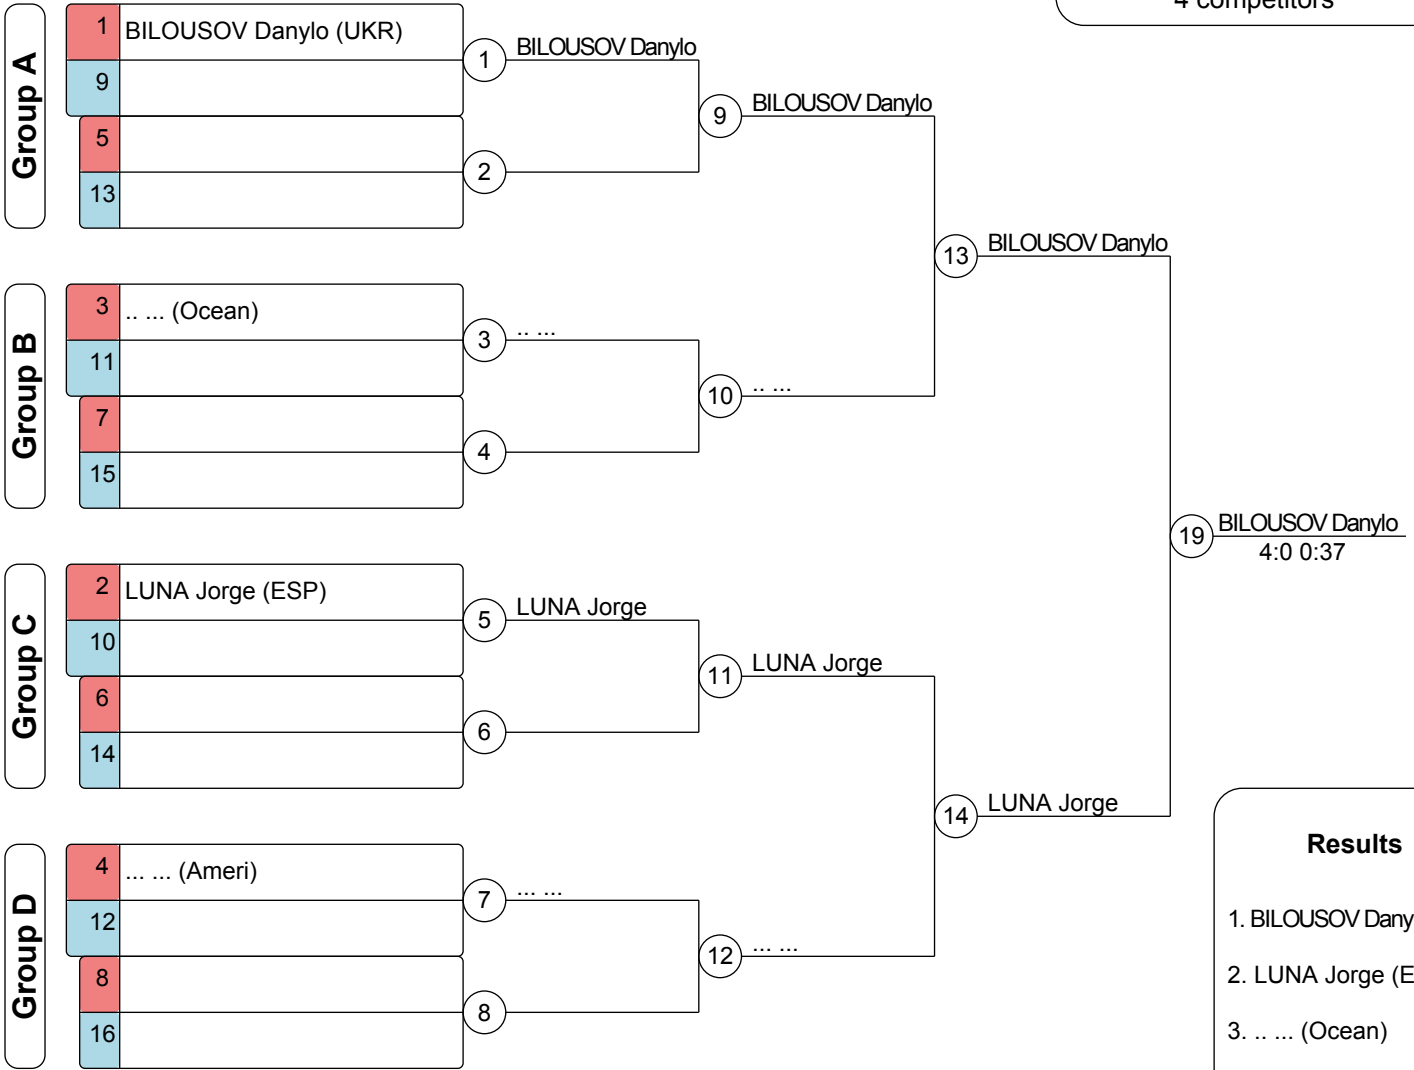 4 competitors
Group A
1 BILOUSOV Danylo (UKR)
9
5
13
1 BILOUSOV Danylo
2
9 BILOUSOV Danylo
13 BILOUSOV Danylo
Group B
3 .. ... (Ocean)
11
7
15
3 .. ...
4
10 .. ...
19 BILOUSOV Danylo
4:0 0:37
Group C
2 LUNA Jorge (ESP)
10
6
14
5 LUNA Jorge
6
11 LUNA Jorge
14 LUNA Jorge
Group D
4 ... ... (Ameri)
12
8
16
7 ... ...
8
12 ... ...
Results
1. BILOUSOV Dany
2. LUNA Jorge (E
3. .. ... (Ocean)